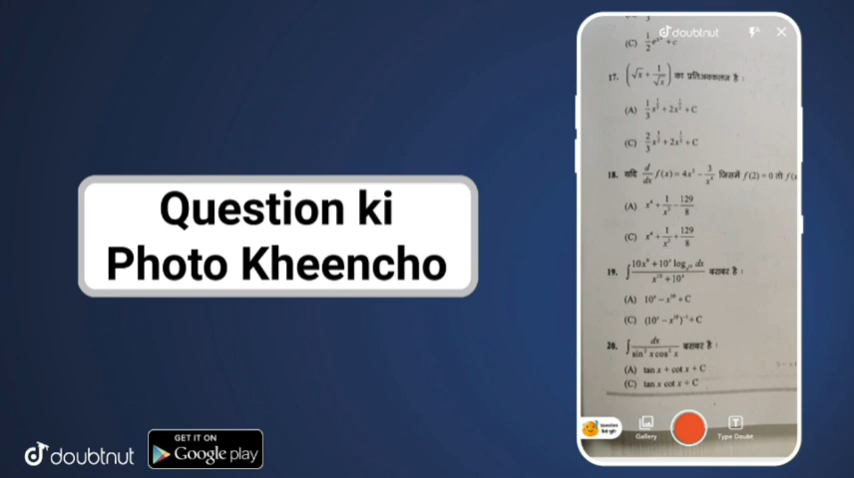 Question ki
Photo Kheencho
doubtnut
GET IT ON
Google play
doubtnut
(C) 1/2 e
17. (√x + 1/√x) का प्रतिअवकलज है :
(A) 1/3 x^(1/3) + 2x^(1/2) + C
(C) 2/3 x^(3/2) + 2x^(1/2) + C
18. यदि d/dx f(x) = 4x³ − 3/x⁴ जिसमें f(2) = 0 तो f(x
(A) x⁴ + 1/x³ − 129/8
(C) x⁴ + 1/x³ + 129/8
19. ∫ 10x⁹ + 10ˣ log dx / x¹⁰ + 10ˣ बराबर है :
(A) 10ˣ − x¹⁰ + C
(C) (10ˣ − x¹⁰)⁻¹ + C
20. ∫ dx / sin² x cos² x बराबर है :
(A) tan x + cot x + C
(C) tan x cot x + C
Gallery
Type Doubt